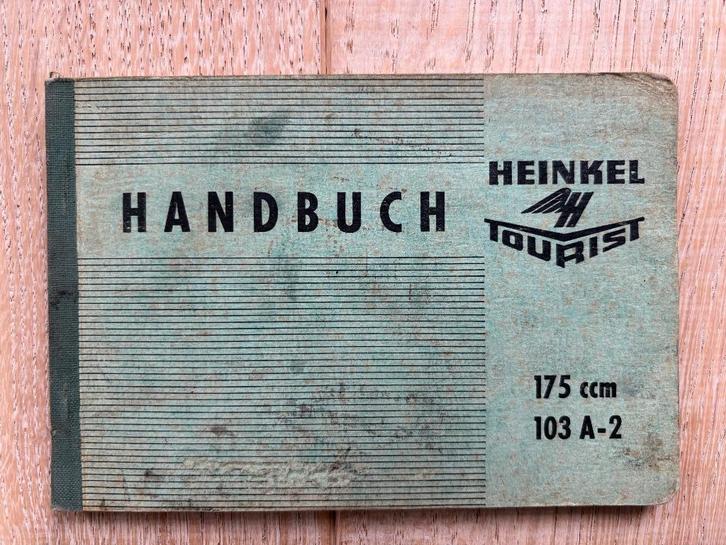 HANDBUCH
HEINKEL
H
TOURIST
175 ccm
103 A-2